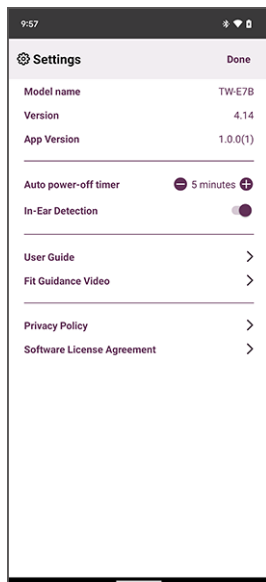 9:57
Settings Done
Model name TW-E7B
Version 4.14
App Version 1.0.0(1)
Auto power-off timer 5 minutes
In-Ear Detection
User Guide
Fit Guidance Video
Privacy Policy
Software License Agreement